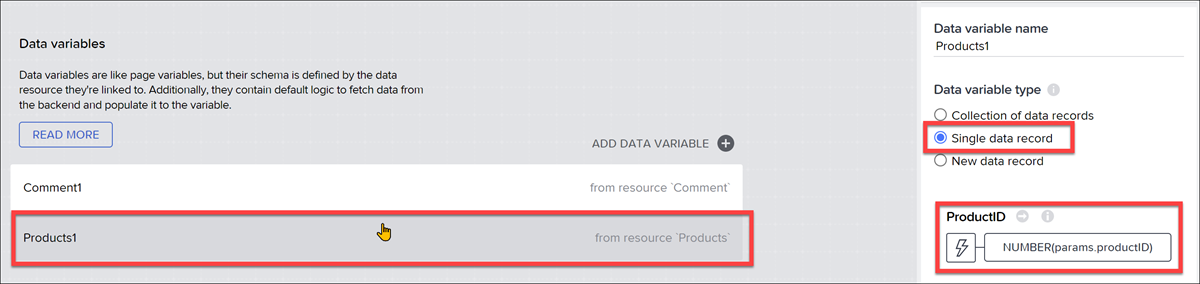 Data variables
Data variables are like page variables, but their schema is defined by the data
resource they're linked to. Additionally, they contain default logic to fetch data from
the backend and populate it to the variable.
READ MORE
ADD DATA VARIABLE
Comment1 from resource `Comment`
Products1 from resource `Products`
Data variable name
Products1
Data variable type
Collection of data records
Single data record
New data record
ProductID
NUMBER(params.productID)